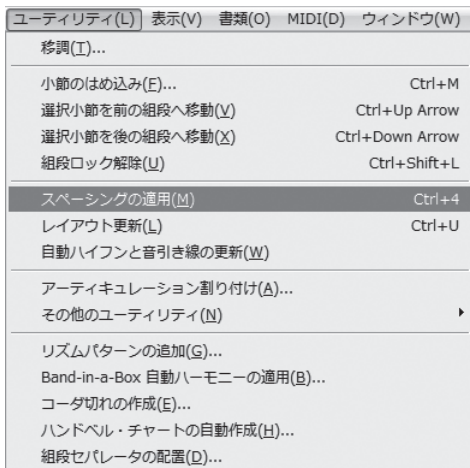 ユーティリティ(L) 表示(V) 書類(O) MIDI(D) ウィンドウ(W)
移調(T)...
小節のはめ込み(F)... Ctrl+M
選択小節を前の組段へ移動(V) Ctrl+Up Arrow
選択小節を後の組段へ移動(X) Ctrl+Down Arrow
組段ロック解除(U) Ctrl+Shift+L
スペーシングの適用(M) Ctrl+4
レイアウト更新(L) Ctrl+U
自動ハイフンと音引き線の更新(W)
アーティキュレーション割り付け(A)...
その他のユーティリティ(N)
リズムパターンの追加(G)...
Band-in-a-Box 自動ハーモニーの適用(B)...
コーダ切れの作成(E)...
ハンドベル・チャートの自動作成(H)...
組段セパレータの配置(D)...